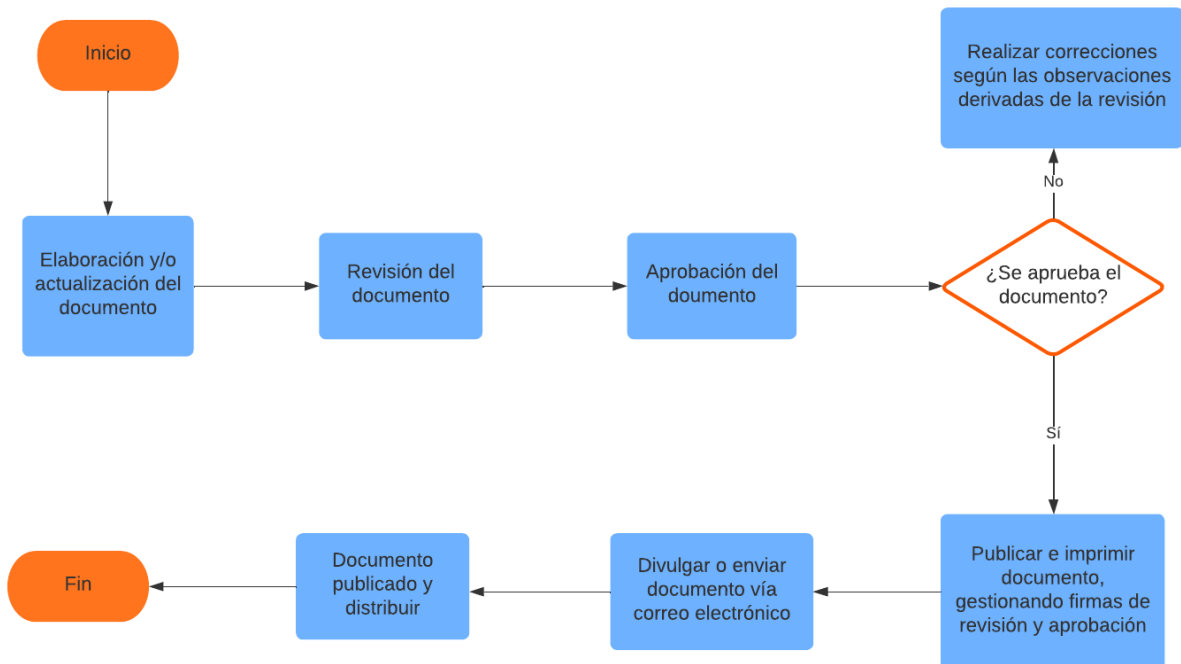 Inicio
Realizar correcciones
según las observaciones
derivadas de la revisión
No
Elaboración y/o
actualización del
documento
Revisión del
documento
Aprobación del
doumento
¿Se aprueba el
documento?
Sí
Publicar e imprimir
documento,
gestionando firmas de
revisión y aprobación
Divulgar o enviar
documento vía
correo electrónico
Documento
publicado y
distribuir
Fin